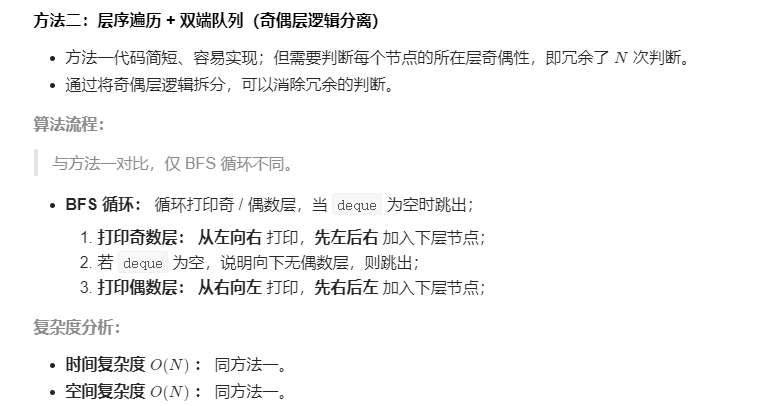 方法二：层序遍历 + 双端队列（奇偶层逻辑分离）
• 方法一代码简短、容易实现；但需要判断每个节点的所在层奇偶性，即冗余了 N 次判断。
• 通过将奇偶层逻辑拆分，可以消除冗余的判断。
算法流程：
与方法一对比，仅 BFS 循环不同。
• BFS 循环： 循环打印奇 / 偶数层，当 deque 为空时跳出；
1. 打印奇数层： 从左向右 打印，先左后右 加入下层节点；
2. 若 deque 为空，说明向下无偶数层，则跳出；
3. 打印偶数层： 从右向左 打印，先右后左 加入下层节点；
复杂度分析：
• 时间复杂度 O(N) ： 同方法一。
• 空间复杂度 O(N) ： 同方法一。